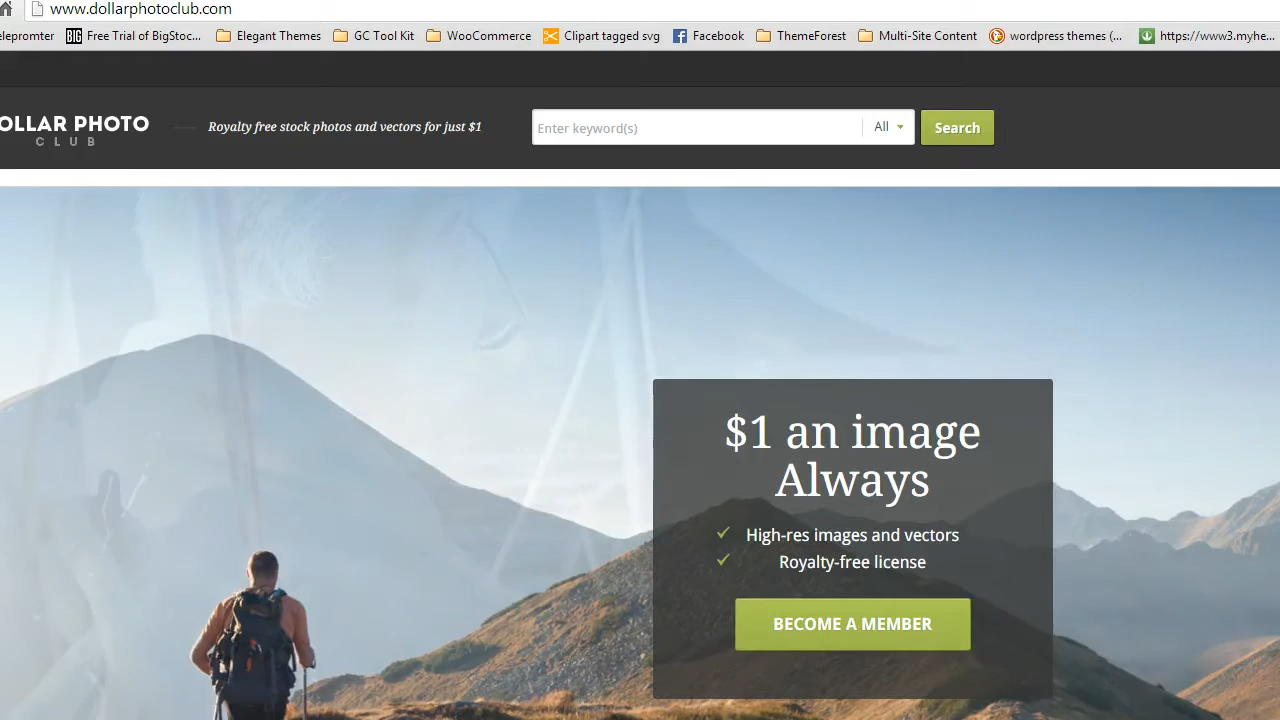 www.dollarphotoclub.com
eleprompter Free Trial of BigStoc... Elegant Themes GC Tool Kit WooCommerce Clipart tagged svg Facebook ThemeForest Multi-Site Content wordpress themes (... https://www3.myhe...
OLLAR PHOTO
CLUB
Royalty free stock photos and vectors for just $1
Enter keyword(s)
All
Search
$1 an image
Always
High-res images and vectors
Royalty-free license
BECOME A MEMBER